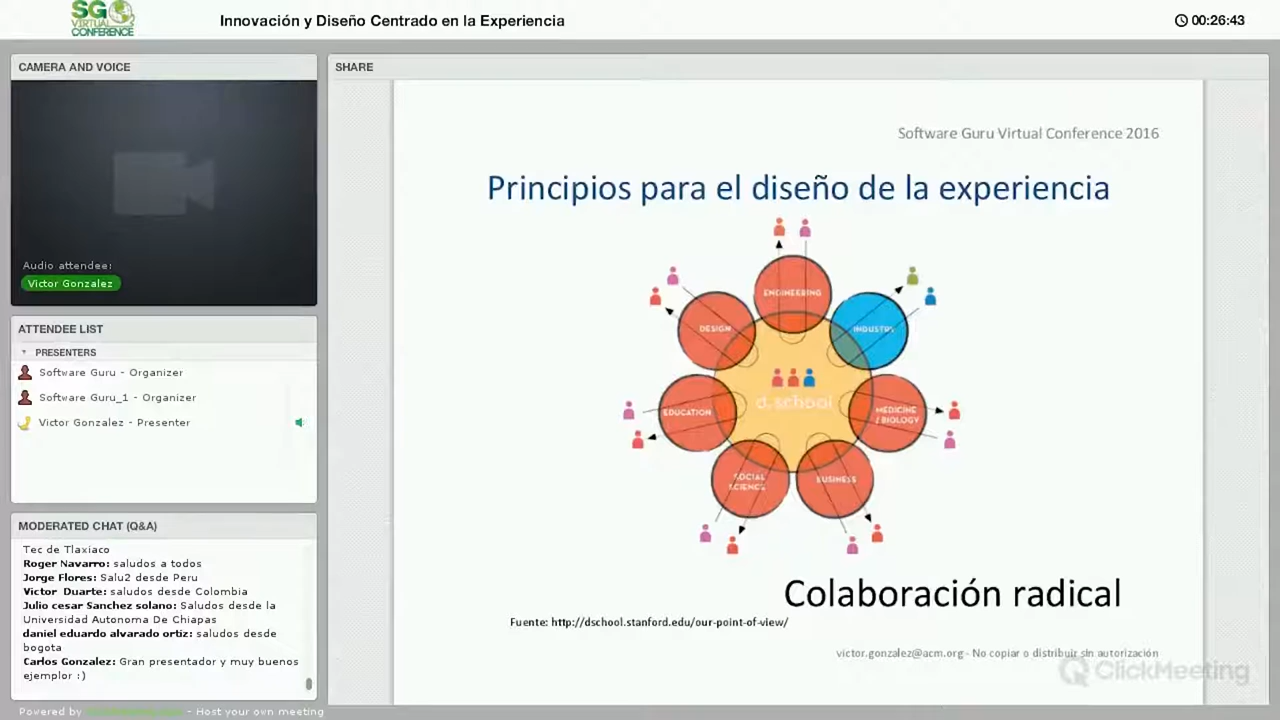 SG
VIRTUAL
CONFERENCE
Innovación y Diseño Centrado en la Experiencia
00:26:43
CAMERA AND VOICE
Audio attendee:
Victor Gonzalez
ATTENDEE LIST
PRESENTERS
Software Guru - Organizer
Software Guru_1 - Organizer
Victor Gonzalez - Presenter
MODERATED CHAT (Q&A)
Tec de Tlaxiaco
Roger Navarro: saludos a todos
Jorge Flores: Salu2 desde Peru
Victor Duarte: saludos desde Colombia
Julio cesar Sanchez solano: Saludos desde la
Universidad Autonoma De Chiapas
daniel eduardo alvarado ortiz: saludos desde
bogota
Carlos Gonzalez: Gran presentador y muy buenos
ejemplor :)
Powered by
- Host your own meeting
SHARE
Software Guru Virtual Conference 2016
Principios para el diseño de la experiencia
ENGINEERING
DESIGN
INDUSTRY
d.school
EDUCATION
MEDICINE
/ BIOLOGY
SOCIAL
SCIENCE
BUSINESS
Colaboración radical
Fuente: http://dschool.stanford.edu/our-point-of-view/
victor.gonzalez@acm.org - No copiar o distribuir sin autorización
ClickMeeting